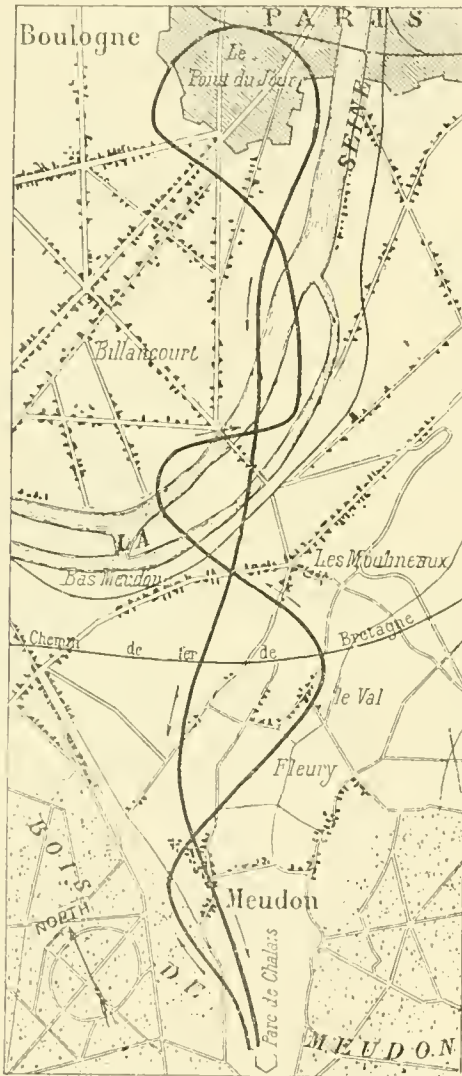 PARIS
Boulogne
Le
Point du Jour
SEINE
Billancourt
LA
Bas Meudon
Les Moulineaux
Chemin de fer de Bretagne
le Val
Fleury
BOIS
NORTH
Meudon
DE
Parc de Chalais
MEUDON